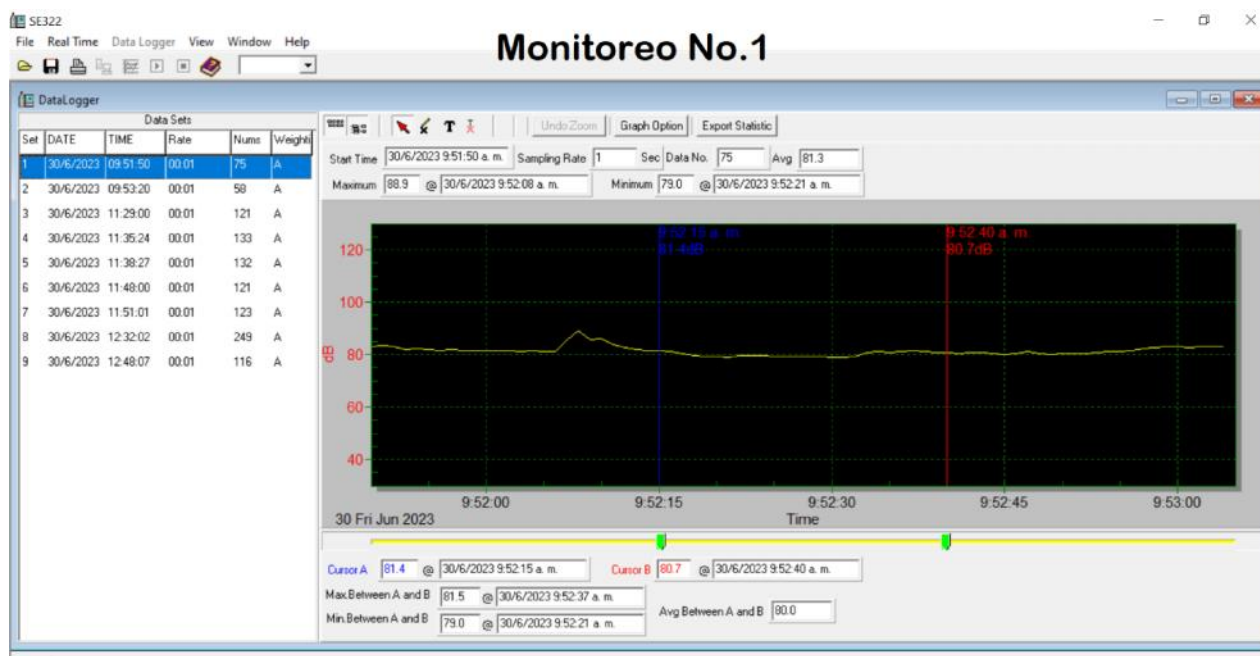 SE322
File Real Time Data Logger View Window Help
Monitoreo No.1
DataLogger
Data Sets
Set DATE TIME Rate Nums Weighti
1 30/6/2023 09:51:50 00:01 75 A
2 30/6/2023 09:53:20 00:01 58 A
3 30/6/2023 11:29:00 00:01 121 A
4 30/6/2023 11:35:24 00:01 133 A
5 30/6/2023 11:38:27 00:01 132 A
6 30/6/2023 11:48:00 00:01 121 A
7 30/6/2023 11:51:01 00:01 123 A
8 30/6/2023 12:32:02 00:01 249 A
9 30/6/2023 12:48:07 00:01 116 A
T Undo Zoom Graph Option Export Statistic
Start Time 30/6/2023 9:51:50 a. m. Sampling Rate 1 Sec Data No. 75 Avg 81.3
Maximum 88.9 @ 30/6/2023 9:52:08 a. m. Minimum 79.0 @ 30/6/2023 9:52:21 a. m.
9:52:15 a. m. 9:52:40 a. m.
81.4dB 80.7dB
120
100
dB 80
60
40
9:52:00 9:52:15 9:52:30 9:52:45 9:53:00
30 Fri Jun 2023 Time
Cursor A 81.4 @ 30/6/2023 9:52:15 a. m. Cursor B 80.7 @ 30/6/2023 9:52:40 a. m.
Max.Between A and B 81.5 @ 30/6/2023 9:52:37 a. m.
Min.Between A and B 79.0 @ 30/6/2023 9:52:21 a. m.
Avg Between A and B 80.0